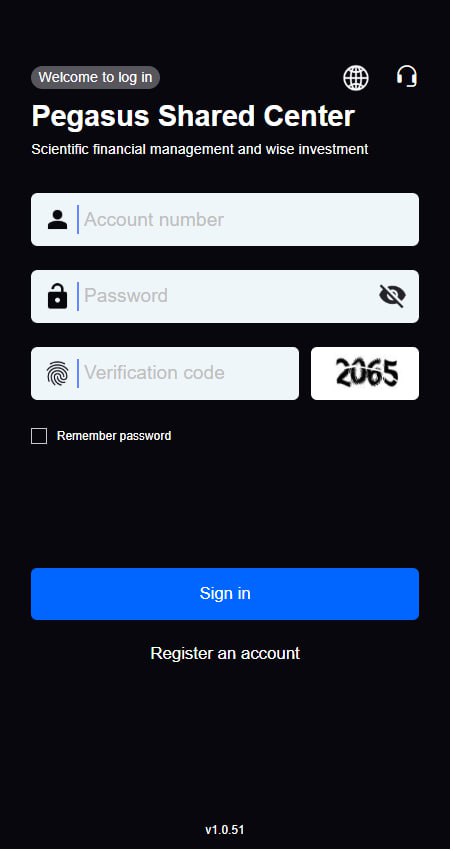 Welcome to log in
Pegasus Shared Center
Scientific financial management and wise investment
Account number
Password
Verification code
2065
Remember password
Sign in
Register an account
v1.0.51